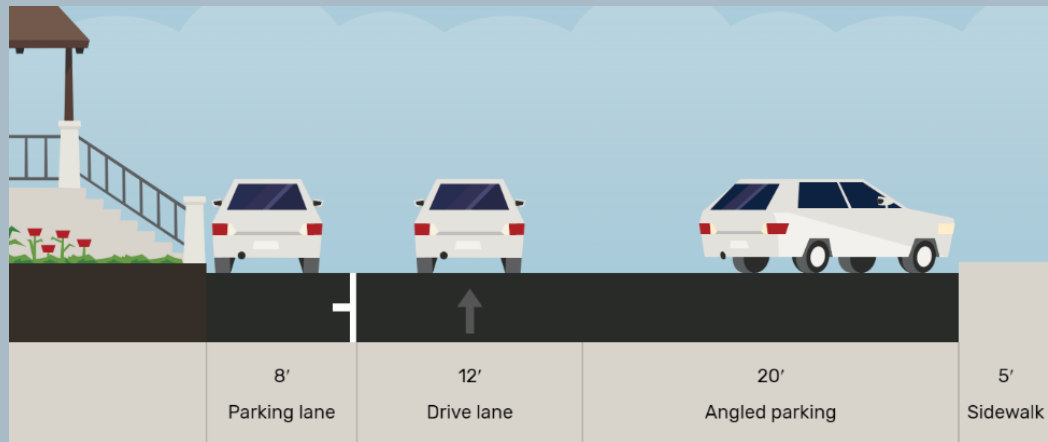 8′
Parking lane
12′
Drive lane
20′
Angled parking
5′
Sidewalk